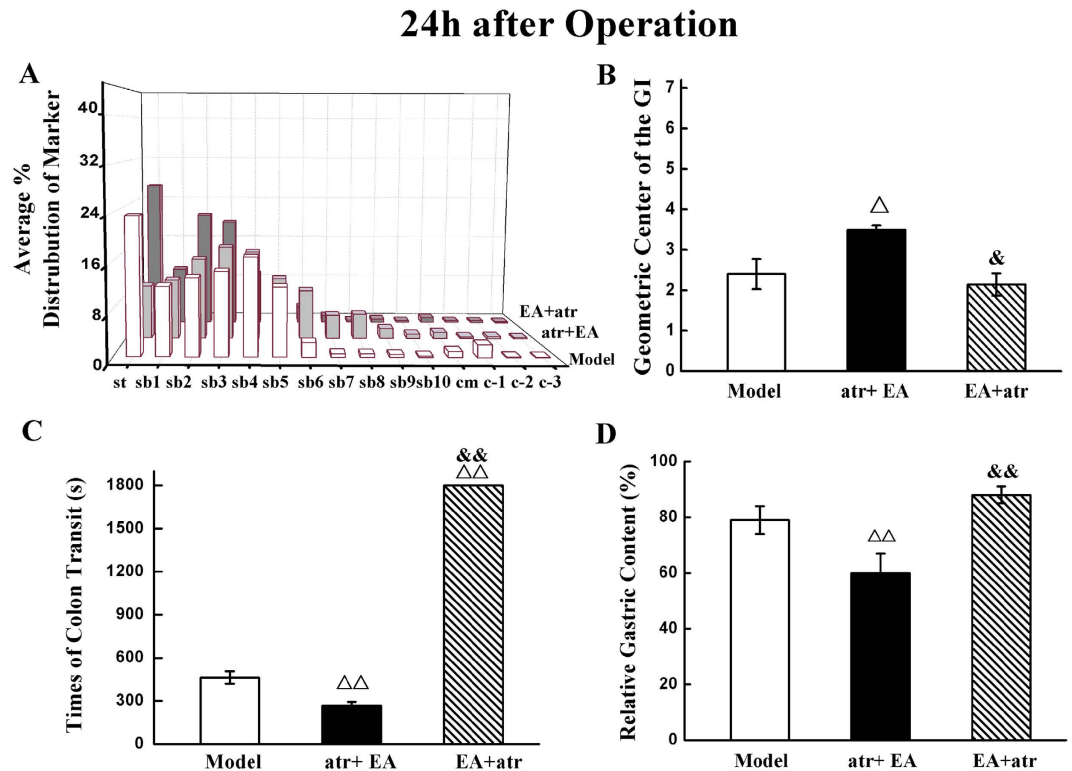 24h after Operation
A
Average %
Distrubution of Marker
40
32
24
16
8
0
st sb1 sb2 sb3 sb4 sb5 sb6 sb7 sb8 sb9 sb10 cm c-1 c-2 c-3
EA+atr
atr+EA
Model
B
Geometric Center of the GI
7
6
5
4
3
2
1
0
△
&
Model atr+ EA EA+atr
C
Times of Colon Transit (s)
1800
1500
1200
900
600
300
0
△△
&&
△△
Model atr+ EA EA+atr
D
Relative Gastric Content (%)
100
80
60
40
20
0
△△
&&
Model atr+ EA EA+atr